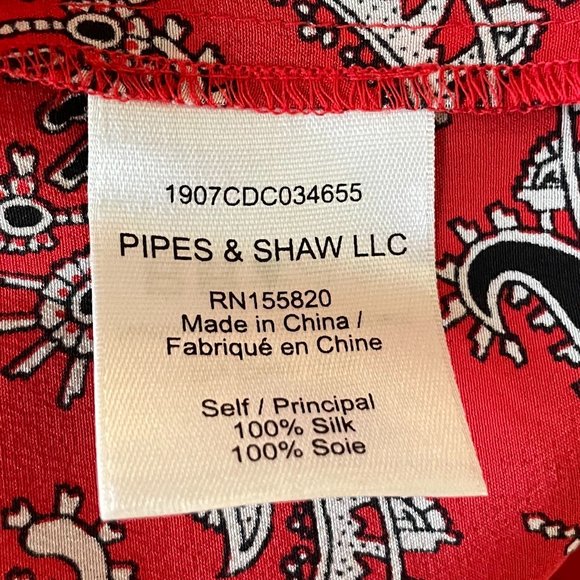 1907CDC034655
PIPES & SHAW LLC
RN155820
Made in China /
Fabriqué en Chine
Self / Principal
100% Silk
100% Soie